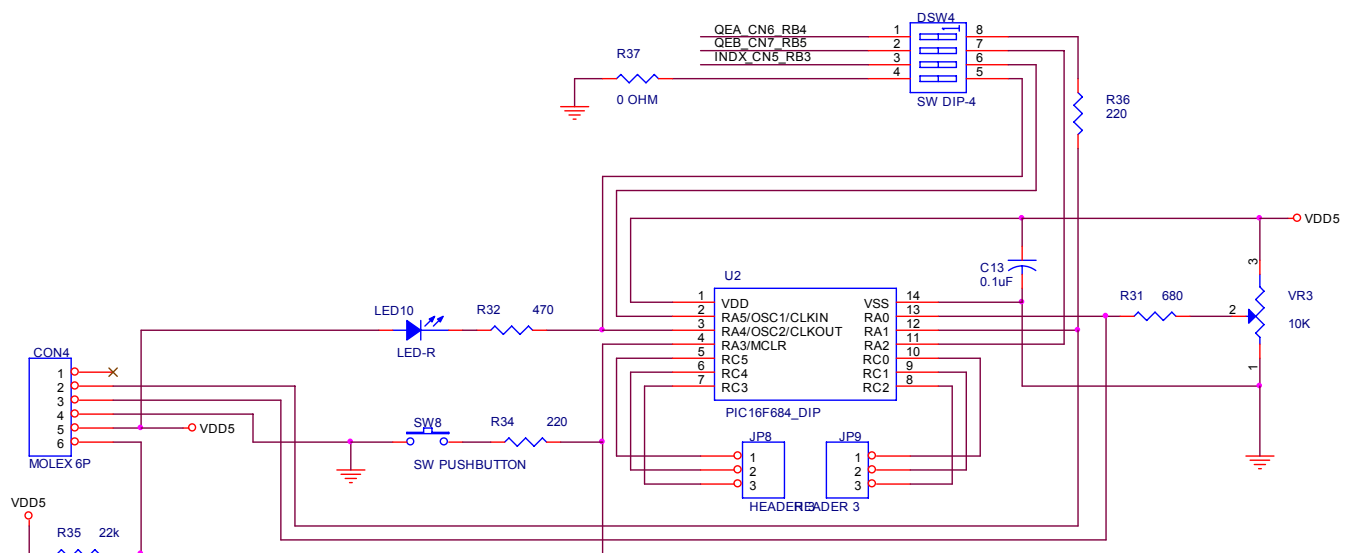 DSW4
QEA_CN6_RB4 1 8
QEB_CN7_RB5 2 7
INDX_CN5_RB3 3 6
4 5
R37
0 OHM
SW DIP-4
R36
220
VDD5
C13
0.1uF
3
U2
1 VDD VSS 14
2 RA5/OSC1/CLKIN RA0 13
3 RA4/OSC2/CLKOUT RA1 12
4 RA3/MCLR RA2 11
5 RC5 RC0 10
6 RC4 RC1 9
7 RC3 RC2 8
PIC16F684_DIP
R31 680
2
VR3
10K
1
LED10
LED-R
R32 470
CON4
1
2
3
4
5
6
MOLEX 6P
VDD5
SW8
SW PUSHBUTTON
R34 220
JP8
1
2
3
HEADER 3
JP9
1
2
3
HEADER 3
VDD5
R35 22k